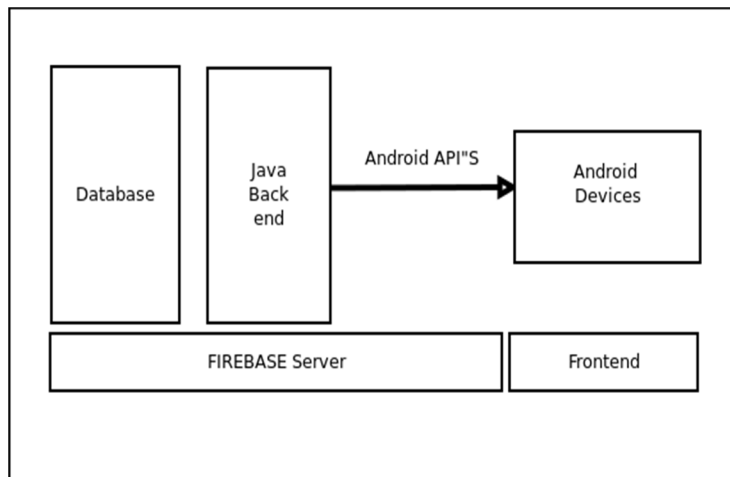 Database
Java
Back
end
Android API"S
Android
Devices
FIREBASE Server
Frontend